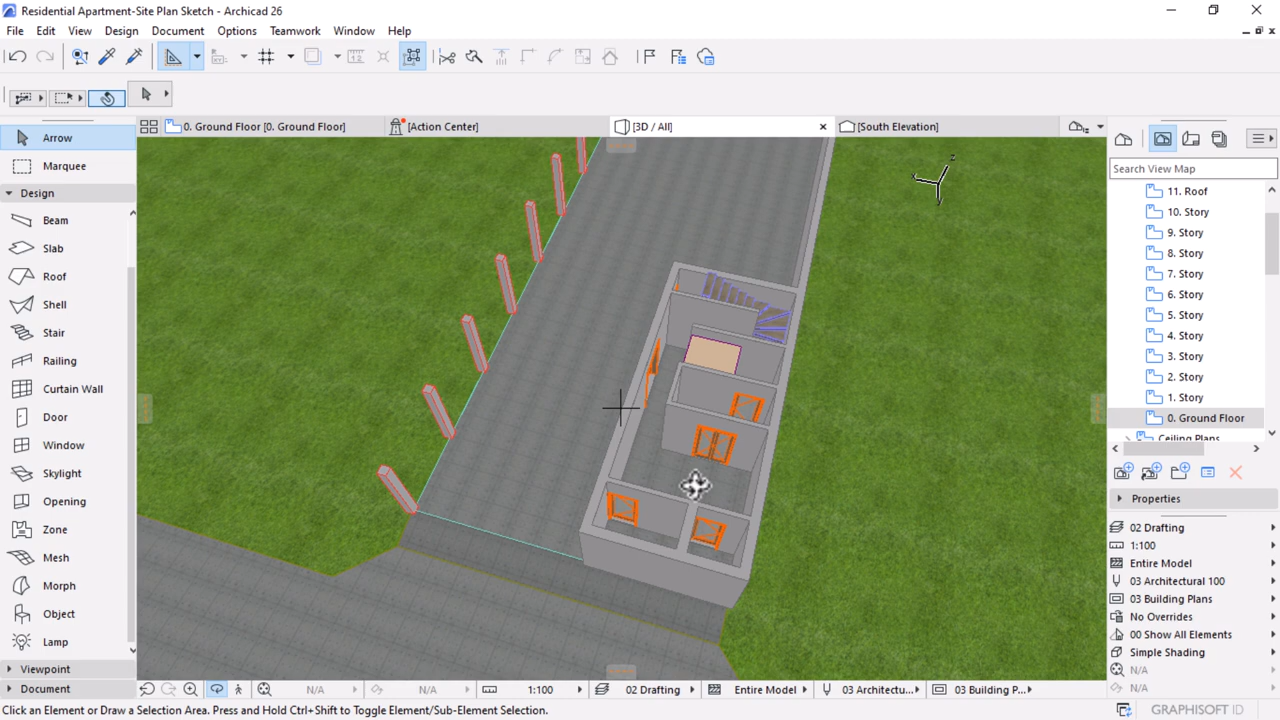 Residential Apartment-Site Plan Sketch - Archicad 26
File Edit View Design Document Options Teamwork Window Help
0. Ground Floor [0. Ground Floor]
[Action Center]
[3D / All]
[South Elevation]
Arrow
Marquee
Design
Beam
Slab
Roof
Shell
Stair
Railing
Curtain Wall
Door
Window
Skylight
Opening
Zone
Mesh
Morph
Object
Lamp
Viewpoint
Document
z
x
y
Search View Map
11. Roof
10. Story
9. Story
8. Story
7. Story
6. Story
5. Story
4. Story
3. Story
2. Story
1. Story
0. Ground Floor
Ceiling Plans
Properties
02 Drafting
1:100
Entire Model
03 Architectural 100
03 Building Plans
No Overrides
00 Show All Elements
Simple Shading
N/A
N/A
N/A N/A 1:100 02 Drafting Entire Model 03 Architectu... 03 Building P...
Click an Element or Draw a Selection Area. Press and Hold Ctrl+Shift to Toggle Element/Sub-Element Selection.
GRAPHISOFT ID